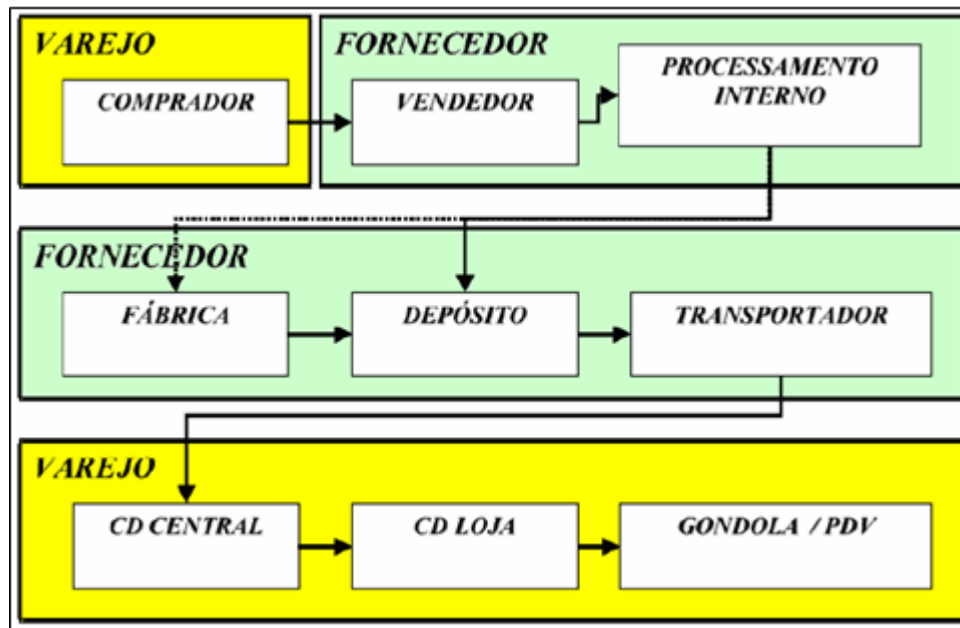 VAREJO
COMPRADOR
FORNECEDOR
VENDEDOR
PROCESSAMENTO
INTERNO
FORNECEDOR
FÁBRICA
DEPÓSITO
TRANSPORTADOR
VAREJO
CD CENTRAL
CD LOJA
GONDOLA / PDV